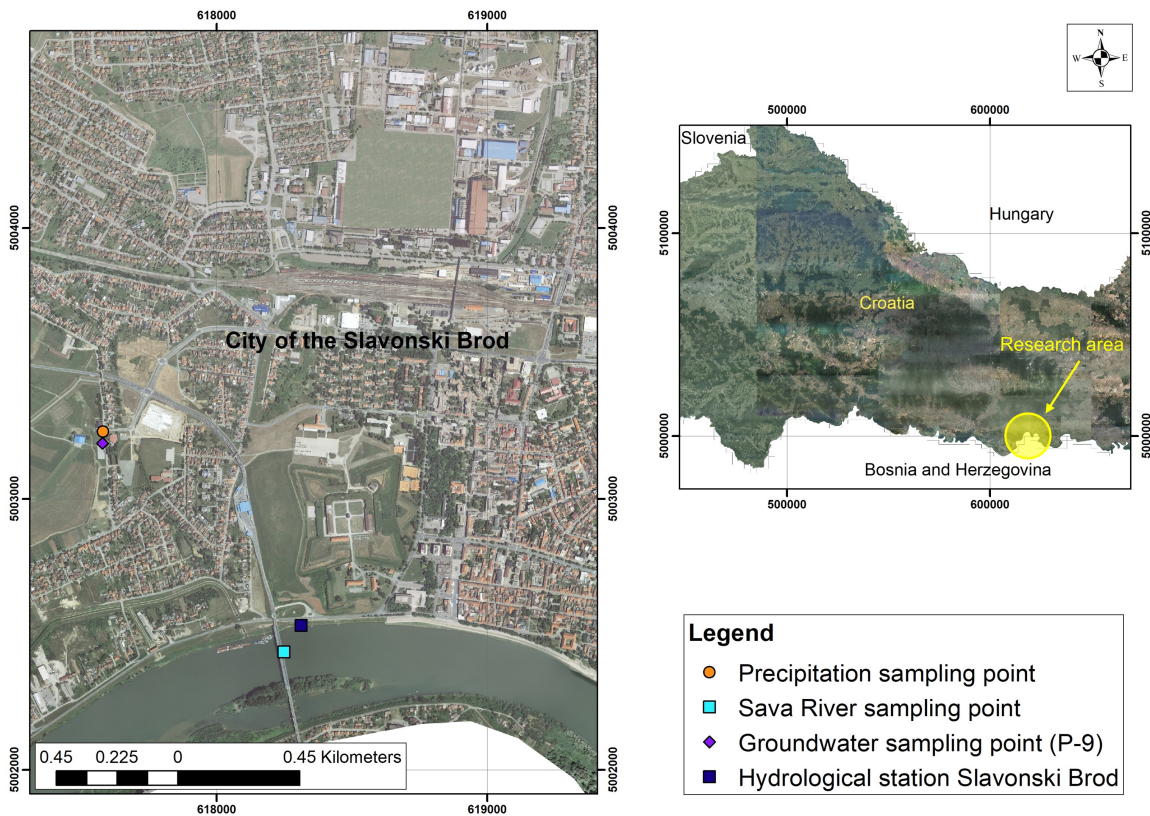 618000
619000
5004000
5004000
City of the Slavonski Brod
5003000
5003000
0.45
0.225
0
0.45 Kilometers
5002000
5002000
618000
619000
N
W
E
S
500000
600000
Slovenia
Hungary
5100000
5100000
Croatia
Research area
5000000
5000000
Bosnia and Herzegovina
500000
600000
Legend
Precipitation sampling point
Sava River sampling point
Groundwater sampling point (P-9)
Hydrological station Slavonski Brod